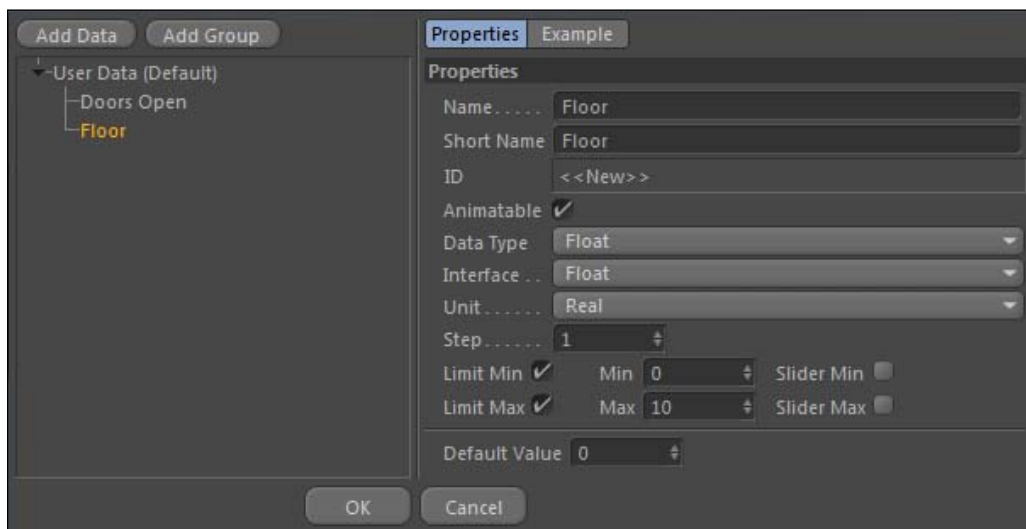 Add Data Add Group
User Data (Default)
Doors Open
Floor
Properties Example
Properties
Name..... Floor
Short Name Floor
ID <<New>>
Animatable
Data Type Float
Interface .. Float
Unit...... Real
Step...... 1
Limit Min Min 0 Slider Min
Limit Max Max 10 Slider Max
Default Value 0
OK Cancel